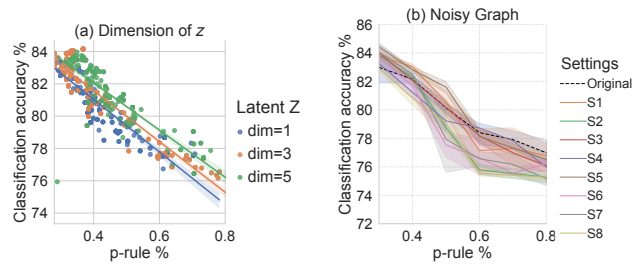 (a) Dimension of z
Classification accuracy %
84
82
80
78
76
74
0.4
0.6
0.8
p-rule %
Latent Z
dim=1
dim=3
dim=5
(b) Noisy Graph
Classification accuracy %
86
84
82
80
78
76
74
72
0.4
0.6
0.8
p-rule %
Settings
Original
S1
S2
S3
S4
S5
S6
S7
S8